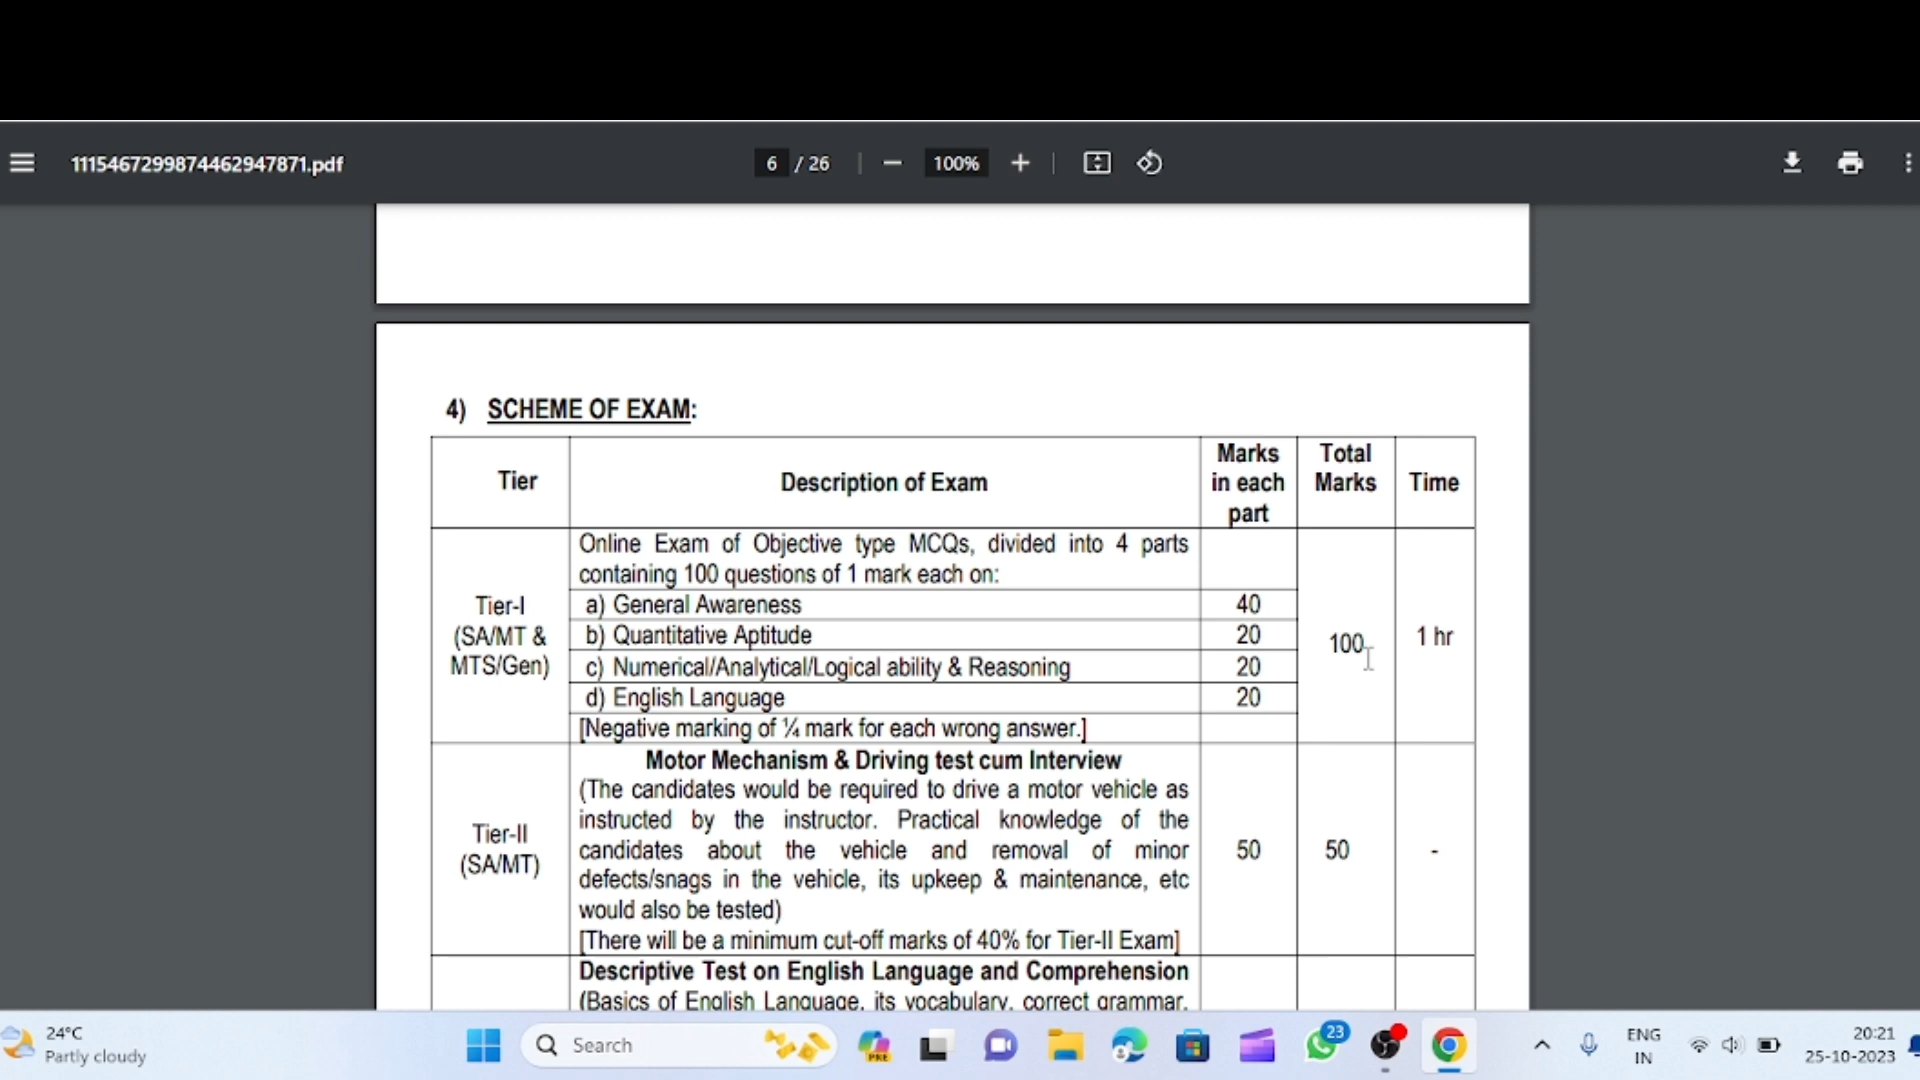 1115467299874462947871.pdf
6 / 26
100%
4) SCHEME OF EXAM:
Tier
Description of Exam
Marks in each part
Total Marks
Time
Tier-I
(SA/MT &
MTS/Gen)
Online Exam of Objective type MCQs, divided into 4 parts
containing 100 questions of 1 mark each on:
a) General Awareness 40
b) Quantitative Aptitude 20
c) Numerical/Analytical/Logical ability & Reasoning 20
d) English Language 20
[Negative marking of ¼ mark for each wrong answer.]
100
1 hr
Tier-II
(SA/MT)
Motor Mechanism & Driving test cum Interview
(The candidates would be required to drive a motor vehicle as
instructed by the instructor. Practical knowledge of the
candidates about the vehicle and removal of minor
defects/snags in the vehicle, its upkeep & maintenance, etc
would also be tested)
[There will be a minimum cut-off marks of 40% for Tier-II Exam]
50
50
-
Descriptive Test on English Language and Comprehension
(Basics of English Language, its vocabulary, correct grammar,
24°C
Partly cloudy
Search
PRE
23
ENG
IN
20:21
25-10-2023